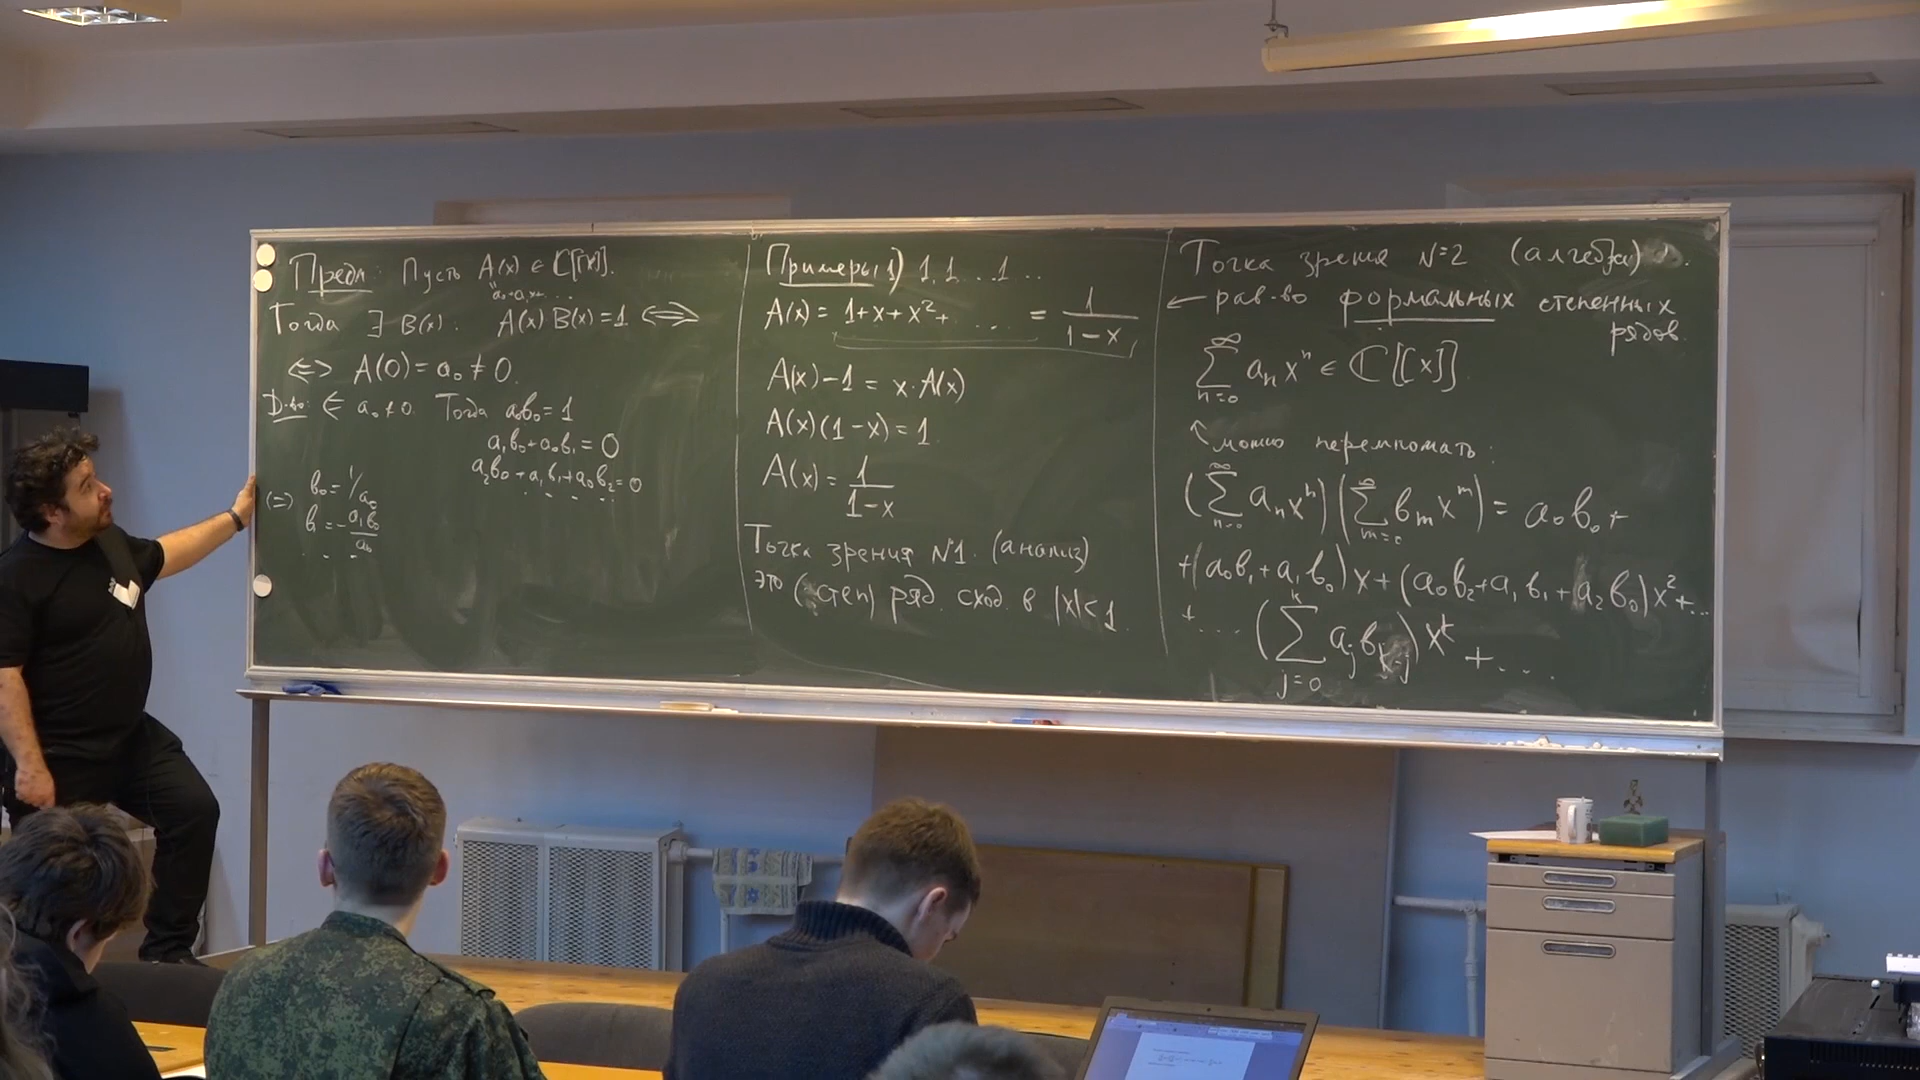 Предл: Пусть A(x) ∈ ℂ[[x]].
a₀+a₁x+...
Тогда ∃ B(x): A(x)B(x)=1 ⟺
⟺ A(0) = a₀ ≠ 0.
Д-во: ⇐ a₀≠0. Тогда a₀b₀=1
a₁b₀+a₀b₁=0
a₂b₀+a₁b₁+a₀b₂=0
. . . .
(=) b₀=1/a₀
b₁=-a₁b₀/a₀
. . .
Примеры: 1) 1,1 ... 1 ...
A(x) = 1+x+x²+ .... = 1/(1-x)
A(x)-1 = x·A(x)
A(x)(1-x)=1.
A(x) = 1/(1-x)
Точка зрения №1. (анализ)
это (степ) ряд. сход. в |x|<1
Точка зрения №2 (алгебра)
← рав-во формальных степенных
рядов.
∑_{n=0}^∞ aₙxⁿ ∈ ℂ[[x]]
↖ можно перемножать:
(∑_{n=0}^∞ aₙxⁿ)(∑_{m=0}^∞ bₘxᵐ) = a₀b₀+
+(a₀b₁+a₁b₀)x+(a₀b₂+a₁b₁+a₂b₀)x²+...
+.... (∑_{j=0}^k a_j b_{k-j})x^k +...